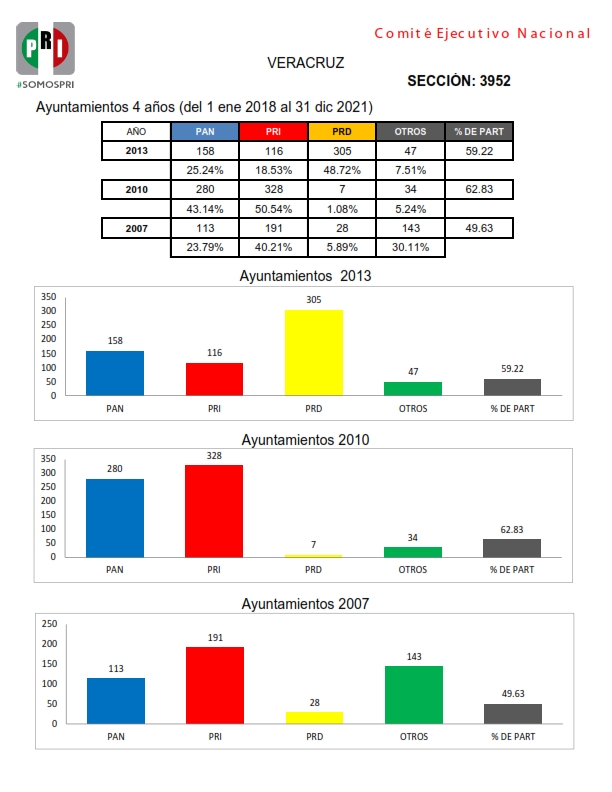 PRI
Comité Ejecutivo Nacional
#SOMOSPRI
VERACRUZ
SECCIÓN: 3952
Ayuntamientos 4 años (del 1 ene 2018 al 31 dic 2021)
AÑO PAN PRI PRD OTROS % DE PART
2013 158 116 305 47 59.22
25.24% 18.53% 48.72% 7.51%
2010 280 328 7 34 62.83
43.14% 50.54% 1.08% 5.24%
2007 113 191 28 143 49.63
23.79% 40.21% 5.89% 30.11%
Ayuntamientos 2013
350
300
250
200
150
100
50
0
158 116 305 47 59.22
PAN PRI PRD OTROS % DE PART
Ayuntamientos 2010
350
300
250
200
150
100
50
0
280 328 7 34 62.83
PAN PRI PRD OTROS % DE PART
Ayuntamientos 2007
250
200
150
100
50
0
113 191 28 143 49.63
PAN PRI PRD OTROS % DE PART